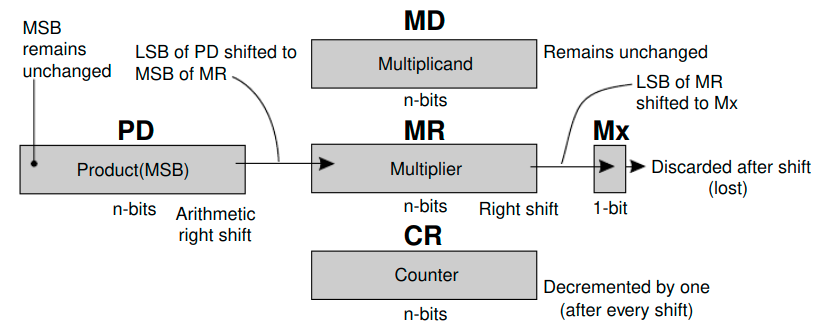 MSB
remains
unchanged
LSB of PD shifted to
MSB of MR
MD
Multiplicand
n-bits
Remains unchanged
LSB of MR
shifted to Mx
PD
Product(MSB)
n-bits
Arithmetic
right shift
MR
Multiplier
n-bits
Right shift
Mx
1-bit
Discarded after shift
(lost)
CR
Counter
n-bits
Decremented by one
(after every shift)